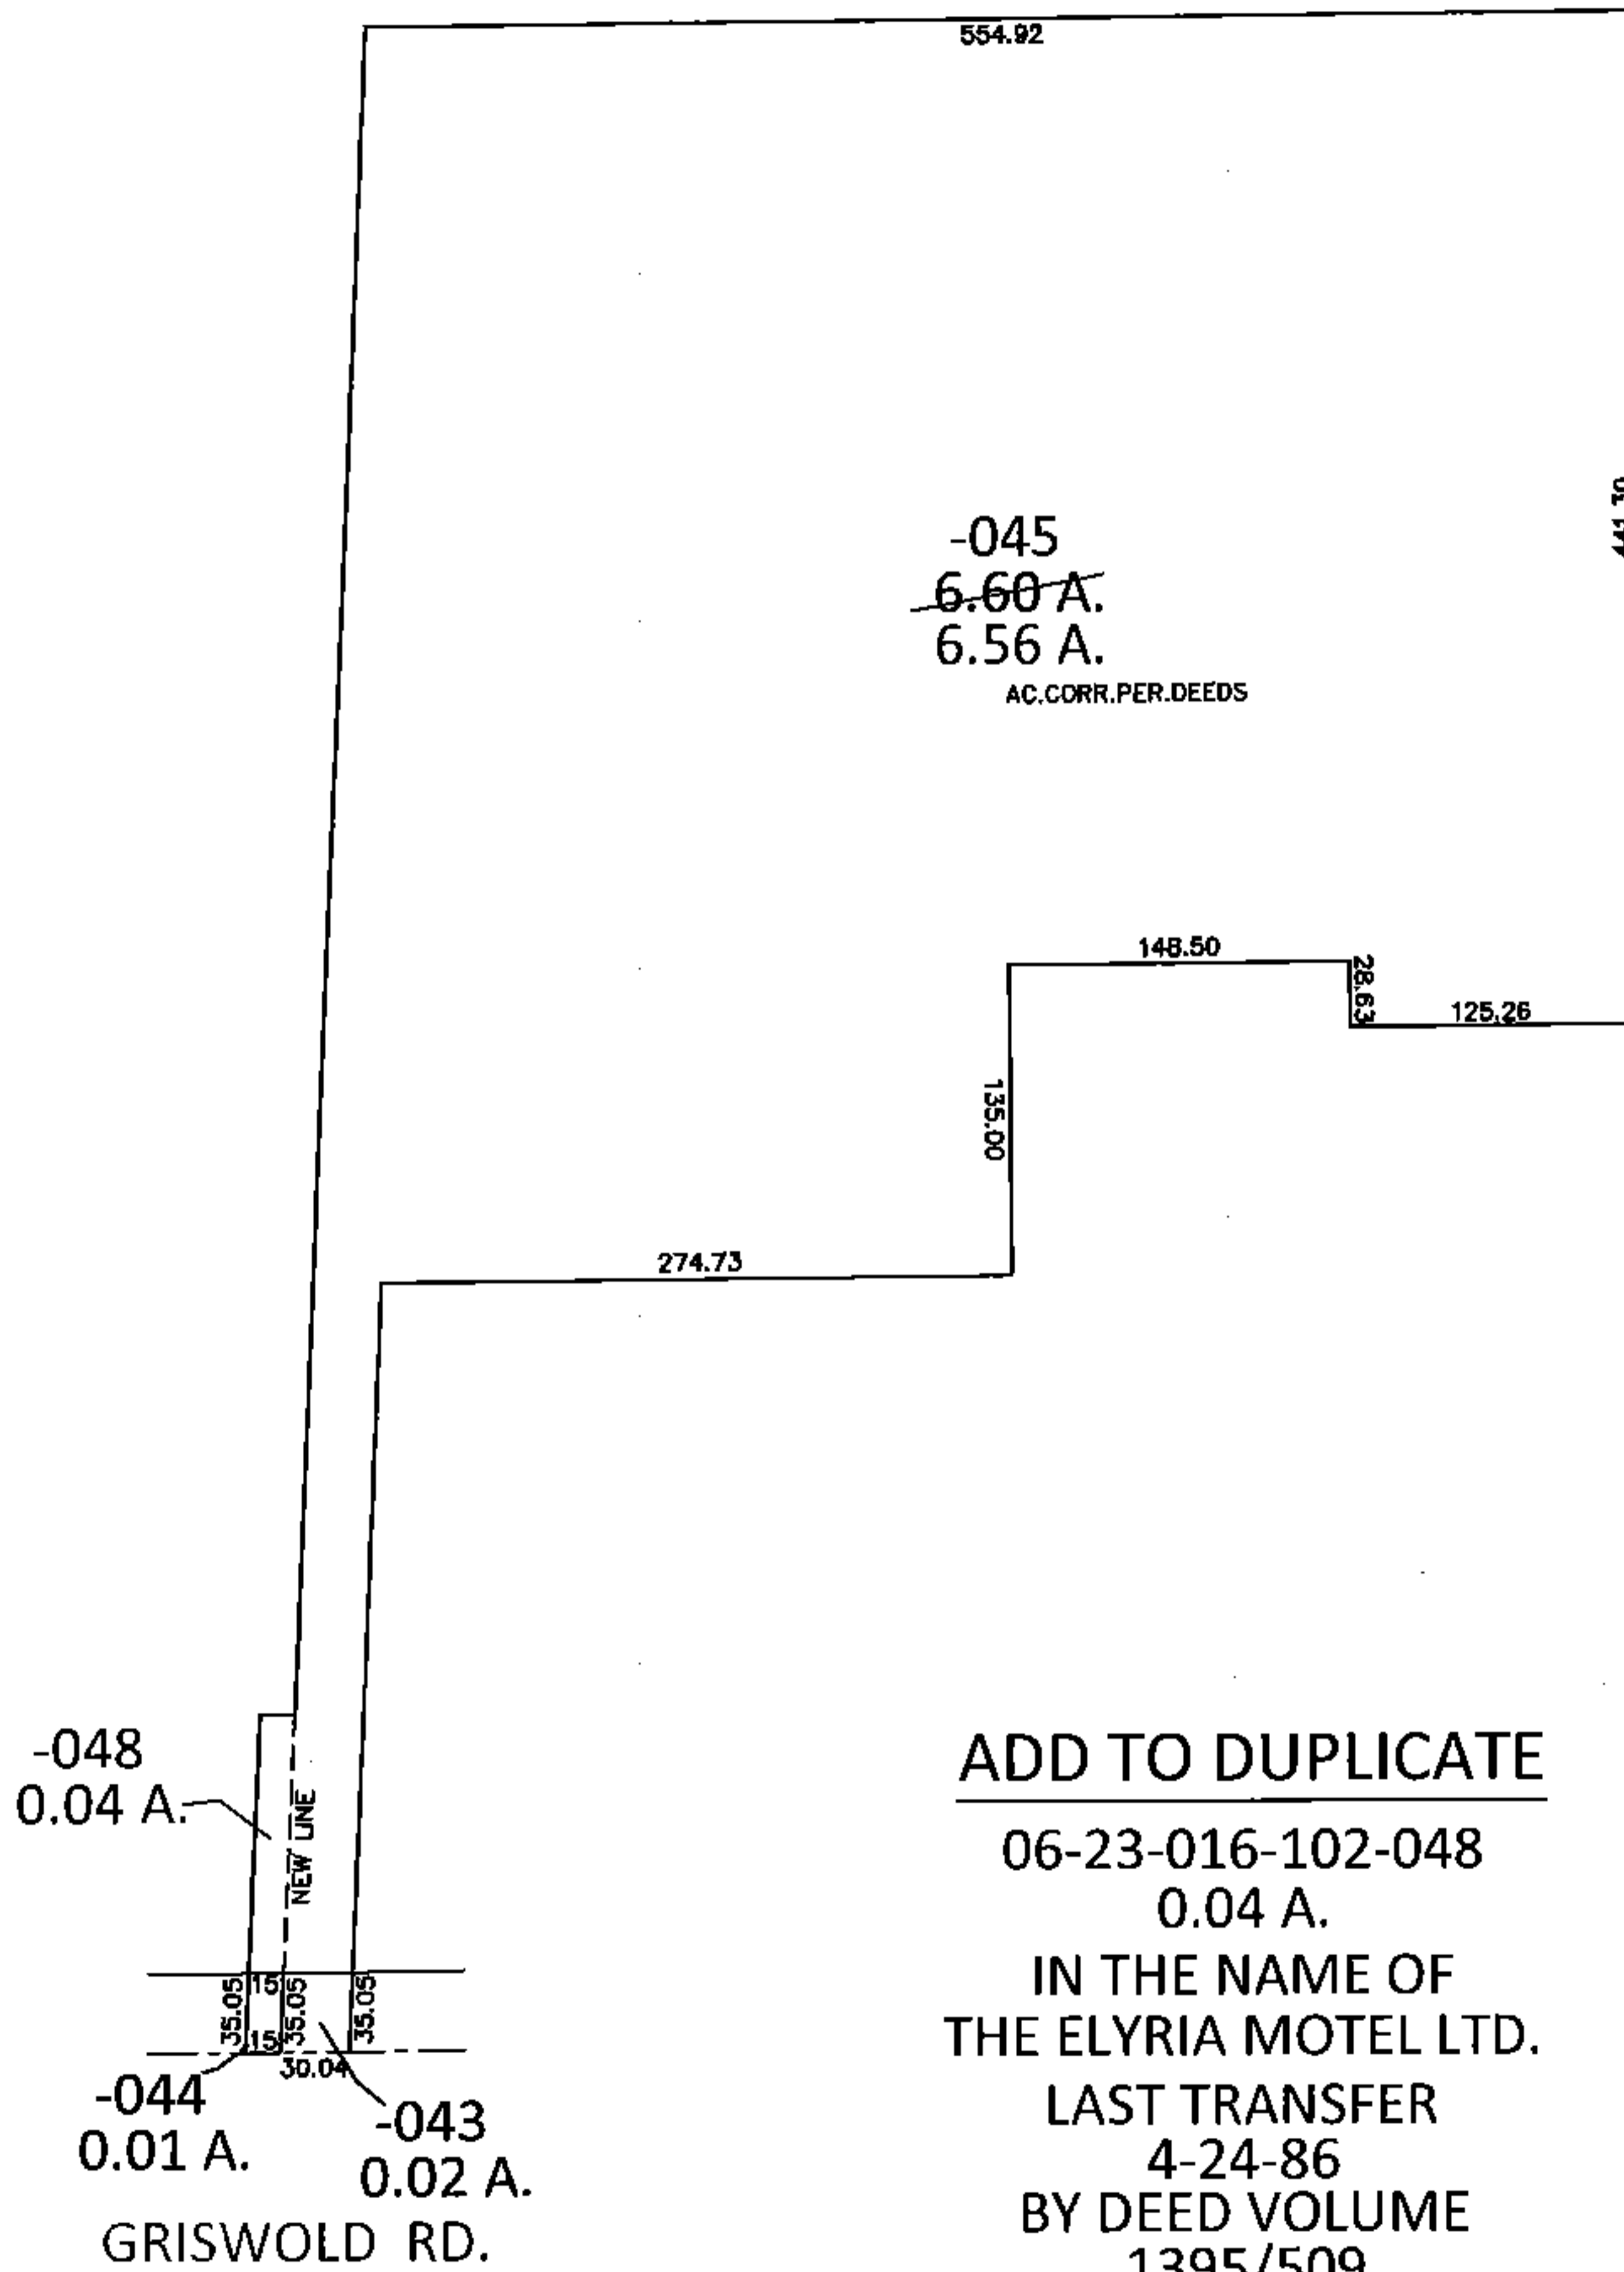 554.92
-045
6.60 A.
6.56 A.
AC.CORR.PER.DEEDS
148.50
28.63
125.26
135.00
274.73
-048
0.04 A.
NEW LINE
35.05
15
35.05
35.05
15
30.04
-044
0.01 A.
-043
0.02 A.
GRISWOLD RD.
ADD TO DUPLICATE
06-23-016-102-048
0.04 A.
IN THE NAME OF
THE ELYRIA MOTEL LTD.
LAST TRANSFER
4-24-86
BY DEED VOLUME
1395/509